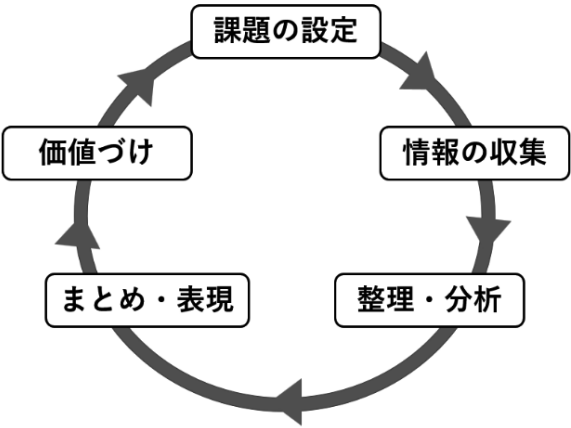 課題の設定
情報の収集
整理・分析
まとめ・表現
価値づけ